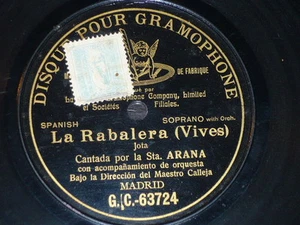 DISQUE POUR GRAMOPHONE
DE FABRIQUE
Company, Limited
et Sociétés Filiales.
SPANISH
SOPRANO with Orch.
La Rabalera (Vives)
Jota
Cantada por la Sta. ARANA
con acompañamiento de orquesta
Bajo la Dirección del Maestro Calleja
MADRID
G.C.-63724